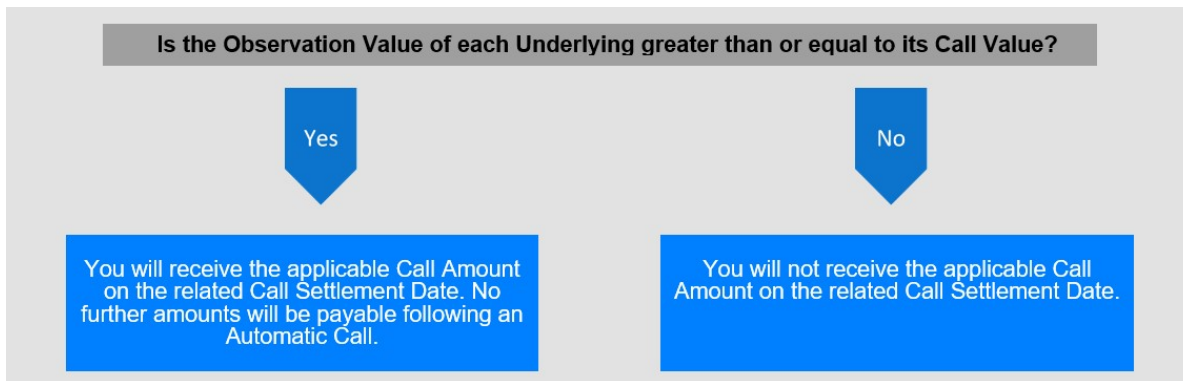 Is the Observation Value of each Underlying greater than or equal to its Call Value?
Yes
No
You will receive the applicable Call Amount
on the related Call Settlement Date. No
further amounts will be payable following an
Automatic Call.
You will not receive the applicable Call
Amount on the related Call Settlement Date.